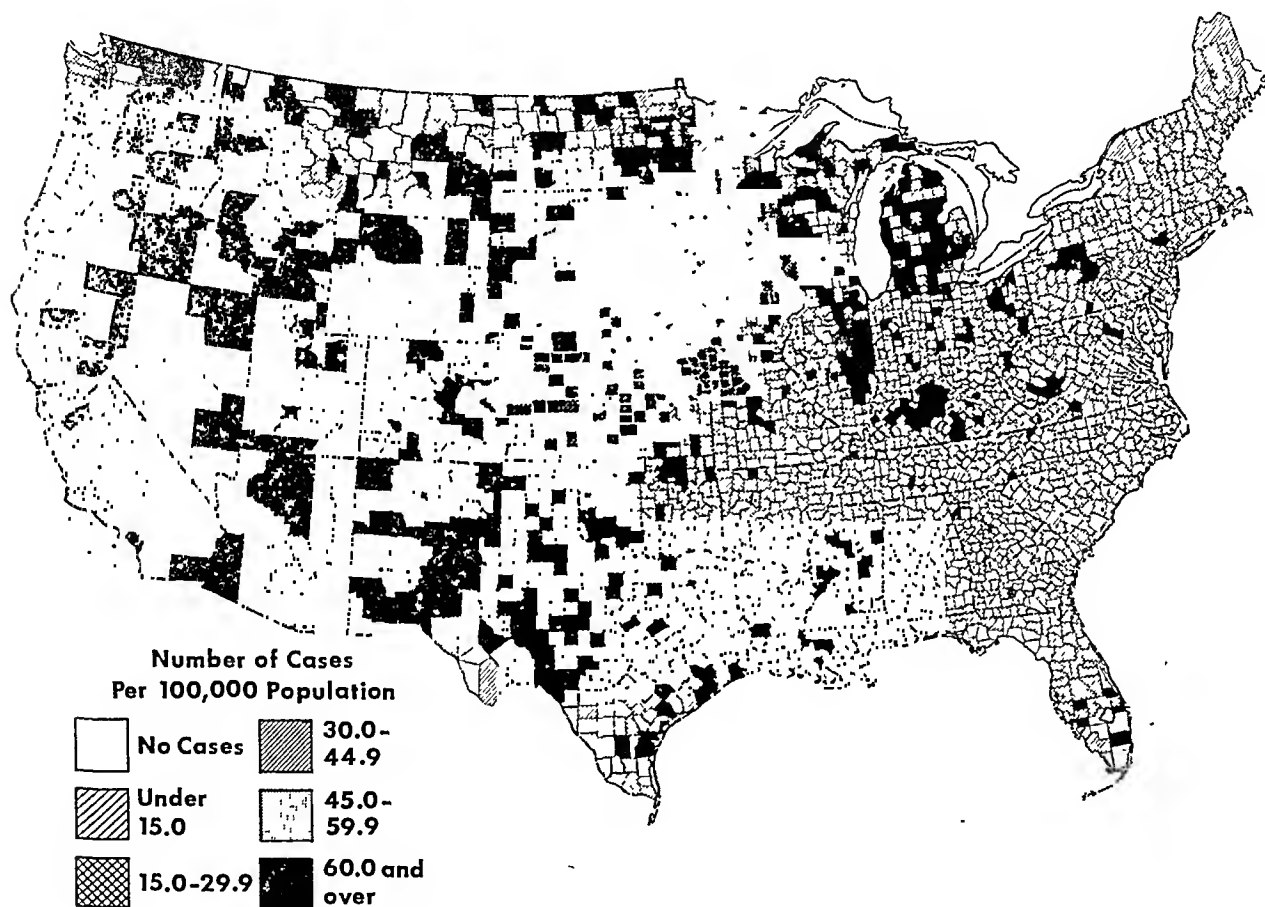 Number of Cases
Per 100,000 Population
No Cases
Under
15.0
15.0-29.9
30.0-
44.9
45.0-
59.9
60.0 and
over